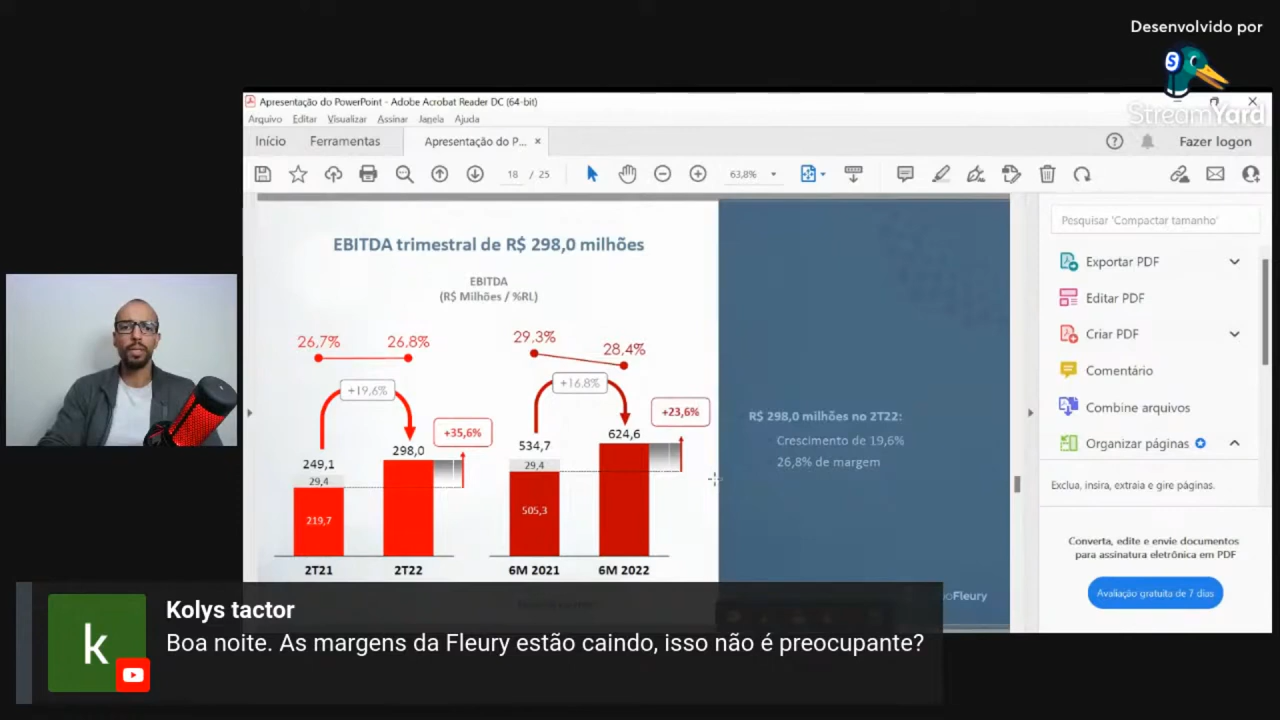 Desenvolvido por
S
StreamYard
Apresentação do PowerPoint - Adobe Acrobat Reader DC (64-bit)
Arquivo Editar Visualizar Assinar Janela Ajuda
Início Ferramentas Apresentação do P... ×
Fazer logon
18 / 25
63,8%
Pesquisar 'Compactar tamanho'
Exportar PDF
Editar PDF
Criar PDF
Comentário
Combine arquivos
Organizar páginas
Exclua, insira, extraia e gire páginas.
Converta, edite e envie documentos
para assinatura eletrônica em PDF
Avaliação gratuita de 7 dias
EBITDA trimestral de R$ 298,0 milhões
EBITDA
(R$ Milhões / %RL)
26,7% 26,8%
+19,6%
+35,6%
249,1 298,0
29,4
219,7
2T21 2T22
29,3% 28,4%
+16,8%
+23,6%
534,7 624,6
29,4
505,3
6M 2021 6M 2022
R$ 298,0 milhões no 2T22:
Crescimento de 19,6%
26,8% de margem
Fleury
k
Kolys tactor
Boa noite. As margens da Fleury estão caindo, isso não é preocupante?